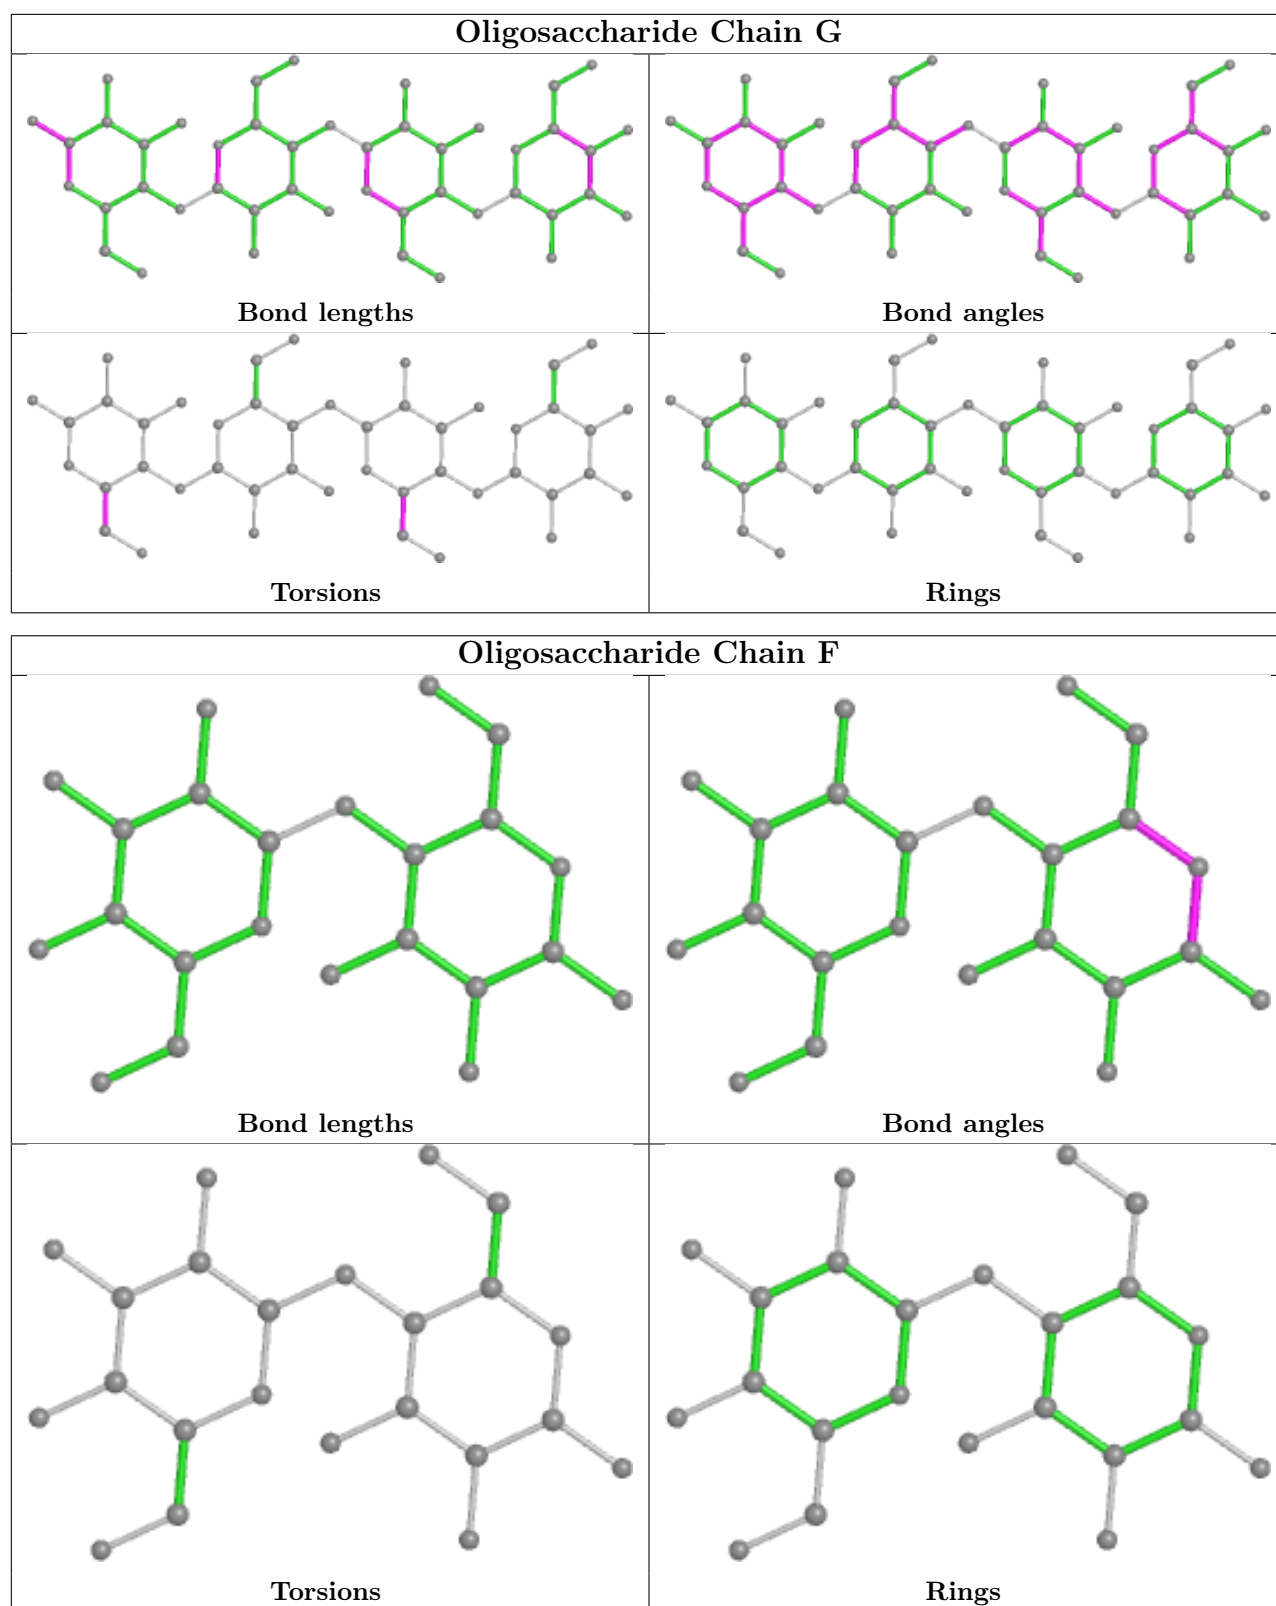 Oligosaccharide Chain G
Bond lengths
Bond angles
Torsions
Rings
Oligosaccharide Chain F
Bond lengths
Bond angles
Torsions
Rings